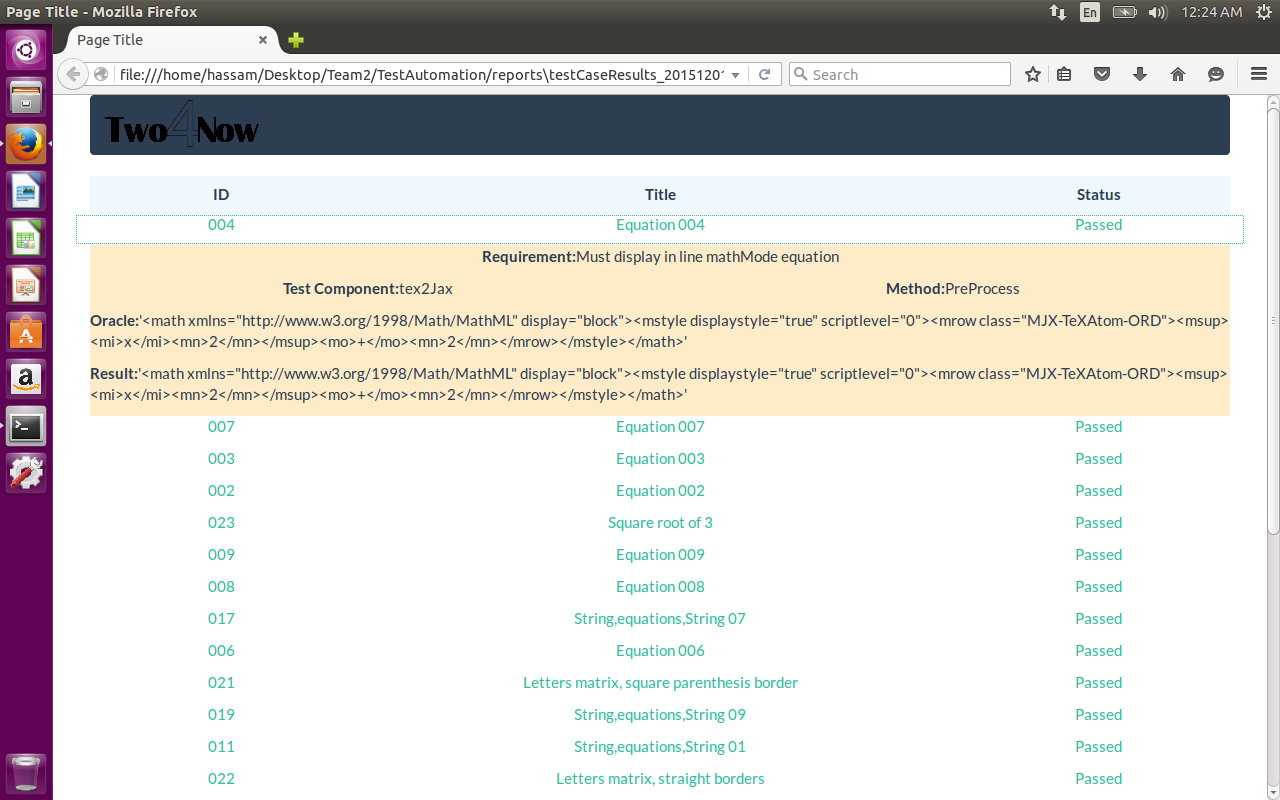 Page Title - Mozilla Firefox
En
12:24 AM
Page Title
file:///home/hassam/Desktop/Team2/TestAutomation/reports\testCaseResults_2015120
Search
Two4Now
ID Title Status
004 Equation 004 Passed
Requirement:Must display in line mathMode equation
Test Component:tex2Jax Method:PreProcess
Oracle:'<math xmlns="http://www.w3.org/1998/Math/MathML" display="block"><mstyle displaystyle="true" scriptlevel="0"><mrow class="MJX-TeXAtom-ORD"><msup>
<mi>x</mi><mn>2</mn></msup><mo>+</mo><mn>2</mn></mrow></mstyle></math>'
Result:'<math xmlns="http://www.w3.org/1998/Math/MathML" display="block"><mstyle displaystyle="true" scriptlevel="0"><mrow class="MJX-TeXAtom-ORD"><msup>
<mi>x</mi><mn>2</mn></msup><mo>+</mo><mn>2</mn></mrow></mstyle></math>'
007 Equation 007 Passed
003 Equation 003 Passed
002 Equation 002 Passed
023 Square root of 3 Passed
009 Equation 009 Passed
008 Equation 008 Passed
017 String,equations,String 07 Passed
006 Equation 006 Passed
021 Letters matrix, square parenthesis border Passed
019 String,equations,String 09 Passed
011 String,equations,String 01 Passed
022 Letters matrix, straight borders Passed